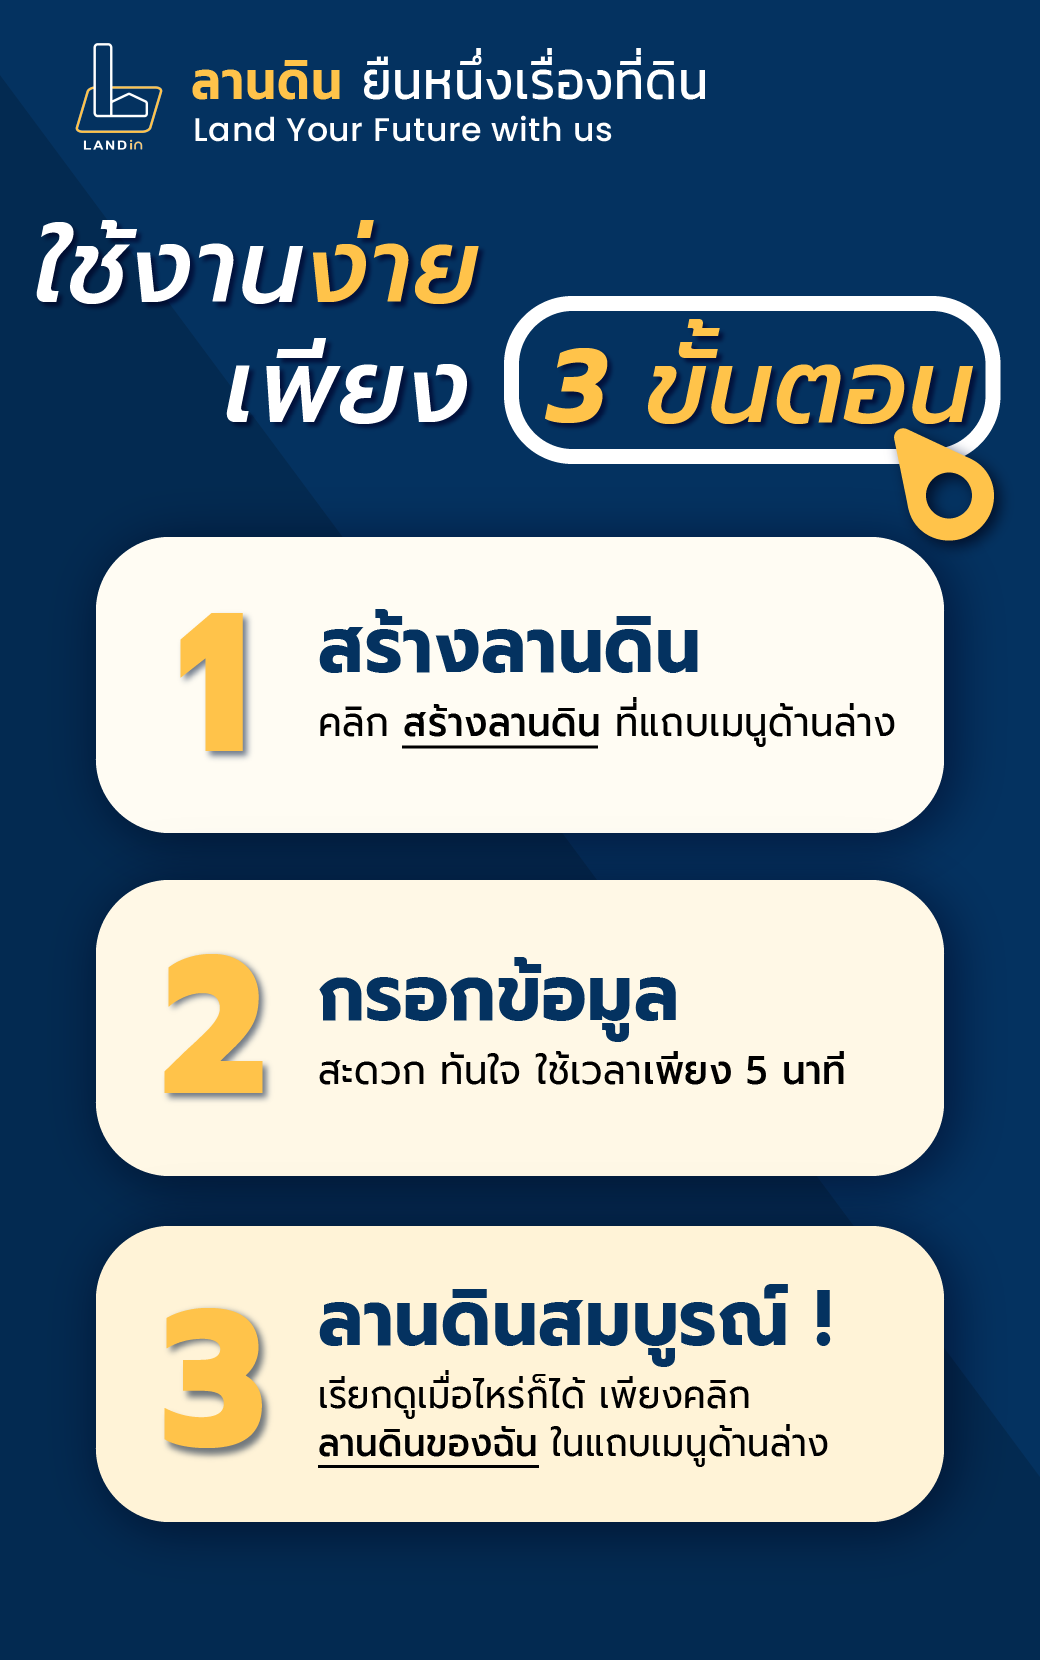 LANDin
ลานดิน ยืนหนึ่งเรื่องที่ดิน
Land Your Future with us
ใช้งานง่าย
เพียง 3 ขั้นตอน
1
สร้างลานดิน
คลิก สร้างลานดิน ที่แถบเมนูด้านล่าง
2
กรอกข้อมูล
สะดวก ทันใจ ใช้เวลาเพียง 5 นาที
3
ลานดินสมบูรณ์ !
เรียกดูเมื่อไหร่ก็ได้ เพียงคลิก
ลานดินของฉัน ในแถบเมนูด้านล่าง